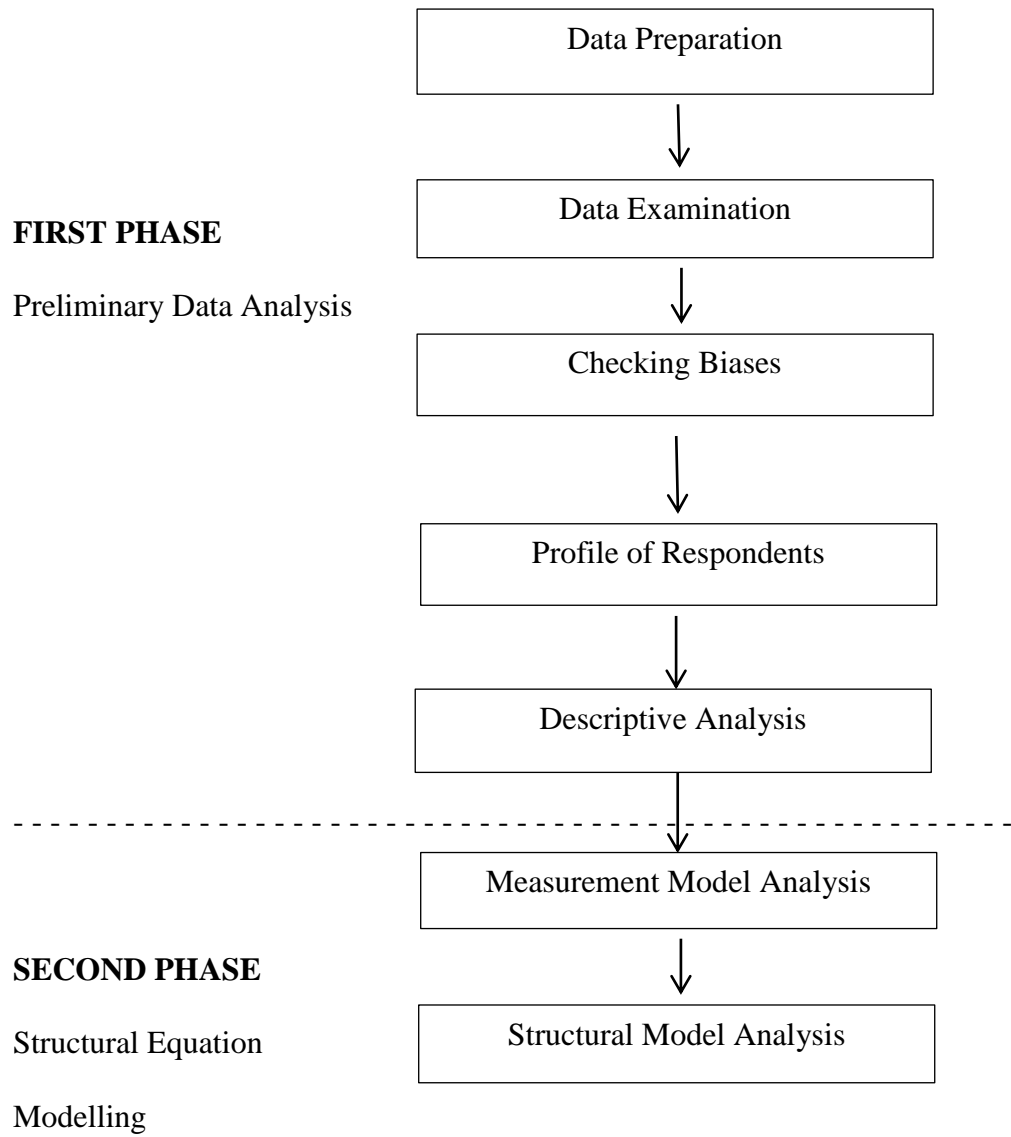 Data Preparation
Data Examination
FIRST PHASE
Preliminary Data Analysis
Checking Biases
Profile of Respondents
Descriptive Analysis
Measurement Model Analysis
SECOND PHASE
Structural Model Analysis
Structural Equation
Modelling